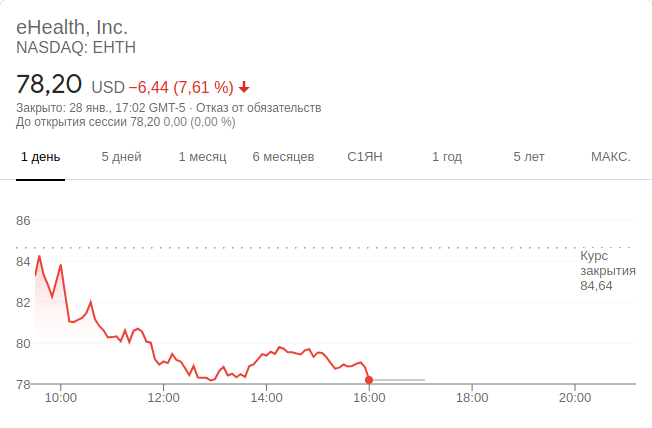 eHealth, Inc.
NASDAQ: EHTH
78,20 USD −6,44 (7,61 %)
Закрыто: 28 янв., 17:02 GMT-5 · Отказ от обязательств
До открытия сессии 78,20 0,00 (0,00 %)
1 день 5 дней 1 месяц 6 месяцев С1ЯН 1 год 5 лет МАКС.
86
84
82
80
78
Курс
закрытия
84,64
10:00 12:00 14:00 16:00 18:00 20:00